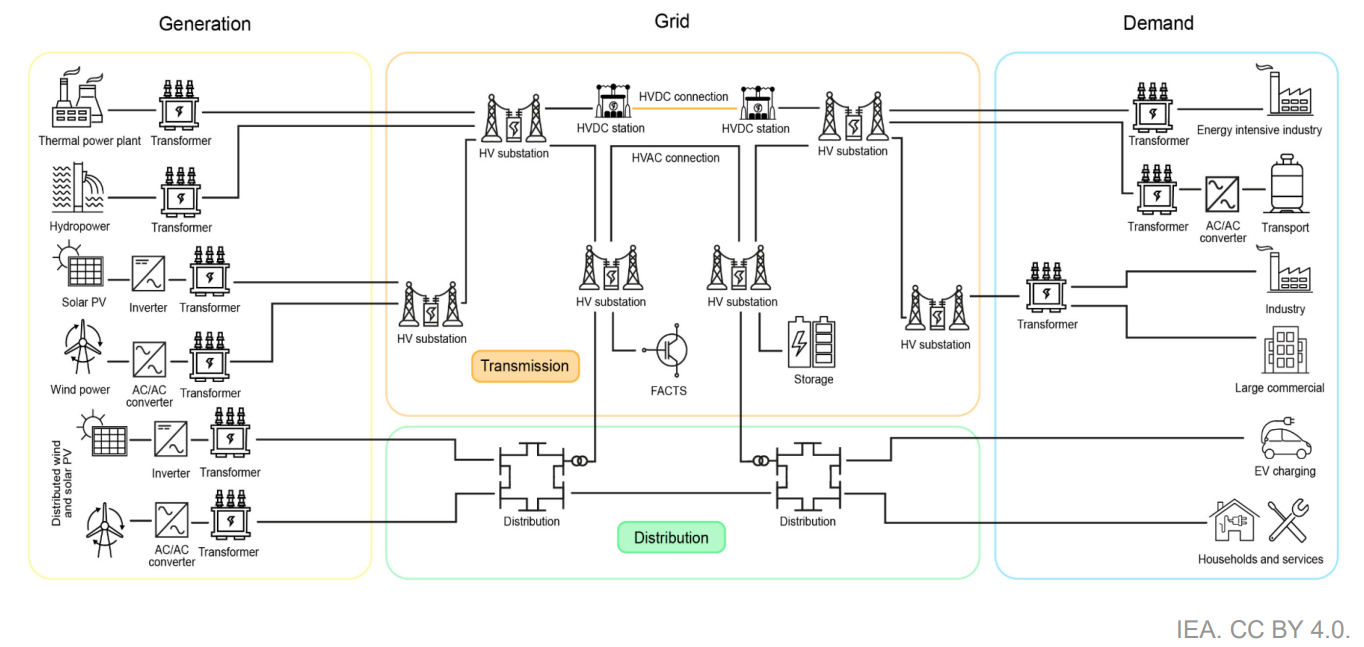 Generation
Grid
Demand
Thermal power plant
Transformer
Hydropower
Transformer
Solar PV
Inverter
Transformer
Wind power
AC/AC
converter
Transformer
Distributed wind
and solar PV
Inverter
Transformer
AC/AC
converter
Transformer
HV substation
HVDC station
HVDC connection
HVDC station
HV substation
HVAC connection
HV substation
HV substation
HV substation
HV substation
Transmission
FACTS
Storage
Distribution
Distribution
Distribution
Transformer
Energy intensive industry
Transformer
AC/AC
converter
Transport
Transformer
Industry
Large commercial
EV charging
Households and services
IEA. CC BY 4.0.